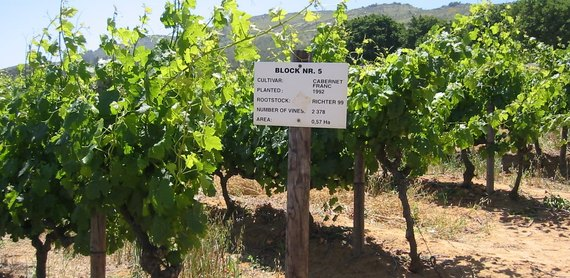 BLOCK NR. 5
CULTIVAR: CABERNET
FRANC
PLANTED: 1992
ROOTSTOCK: RICHTER 99
NUMBER OF VINES: 2 378
AREA: 0,57 Ha